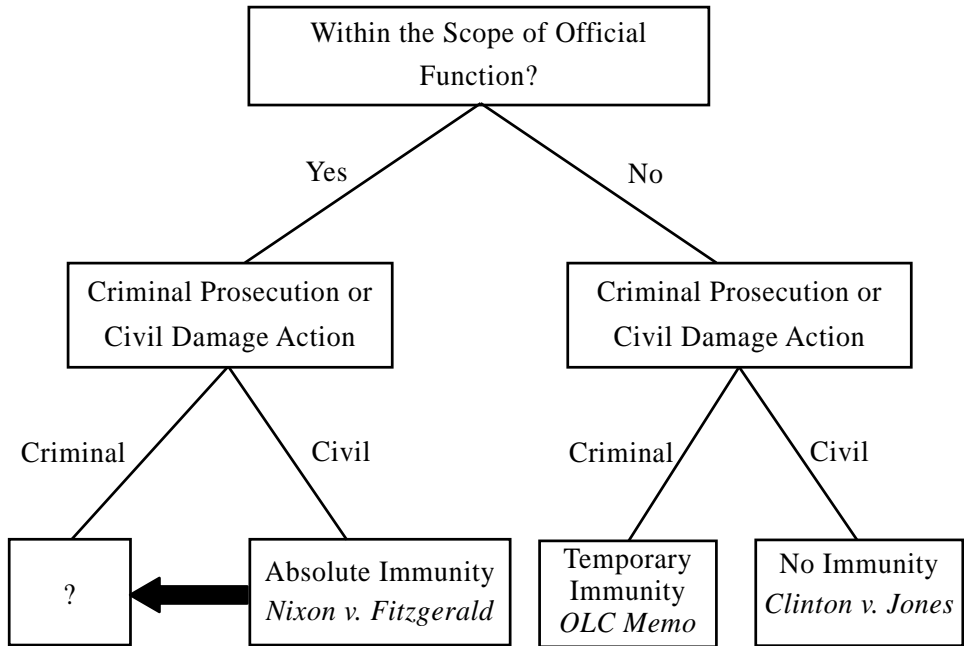 Within the Scope of Official
Function?
Yes
No
Criminal Prosecution or
Civil Damage Action
Criminal Prosecution or
Civil Damage Action
Criminal
Civil
Criminal
Civil
?
Absolute Immunity
Nixon v. Fitzgerald
Temporary
Immunity
OLC Memo
No Immunity
Clinton v. Jones